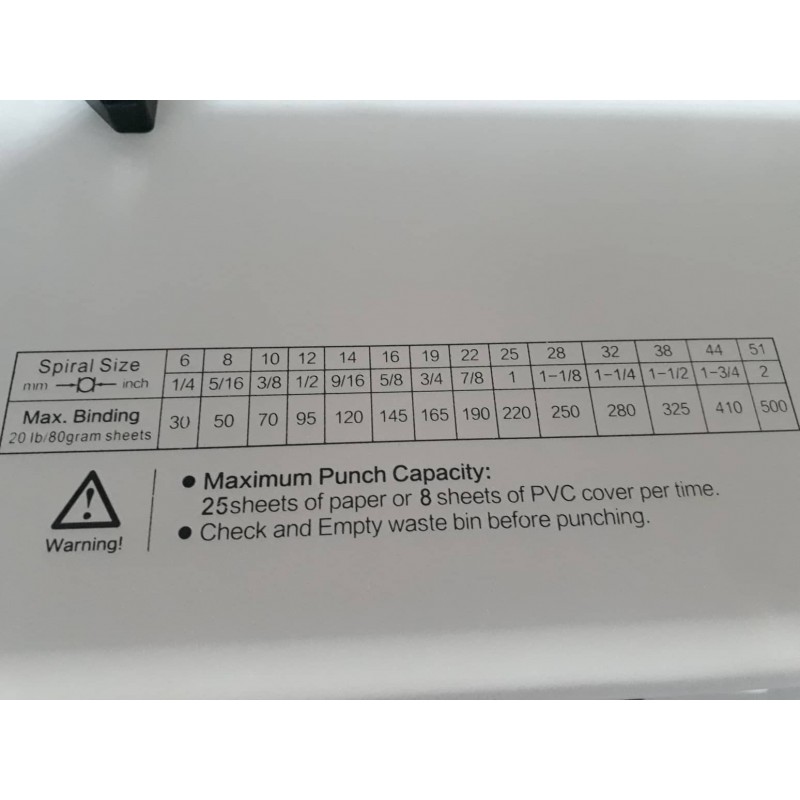 Spiral Size 6 8 10 12 14 16 19 22 25 28 32 38 44 51
mm inch 1/4 5/16 3/8 1/2 9/16 5/8 3/4 7/8 1 1-1/8 1-1/4 1-1/2 1-3/4 2
Max. Binding 30 50 70 95 120 145 165 190 220 250 280 325 410 500
20 lb/80gram sheets
● Maximum Punch Capacity:
25sheets of paper or 8 sheets of PVC cover per time.
● Check and Empty waste bin before punching.
Warning!